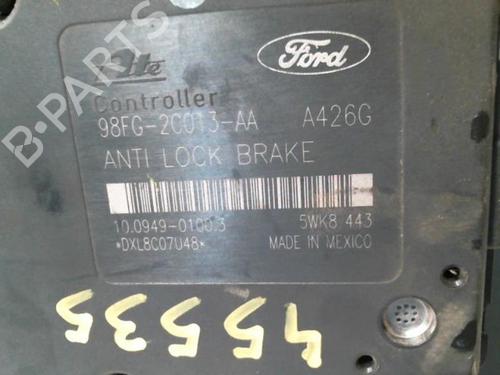 B-PARTS
Ate
Ford
Controller
98FG-2C013-AA A426G
ANTI LOCK BRAKE
10.0949-0100.3 5WK8 443
*DXL8C07U48* MADE IN MEXICO
45535